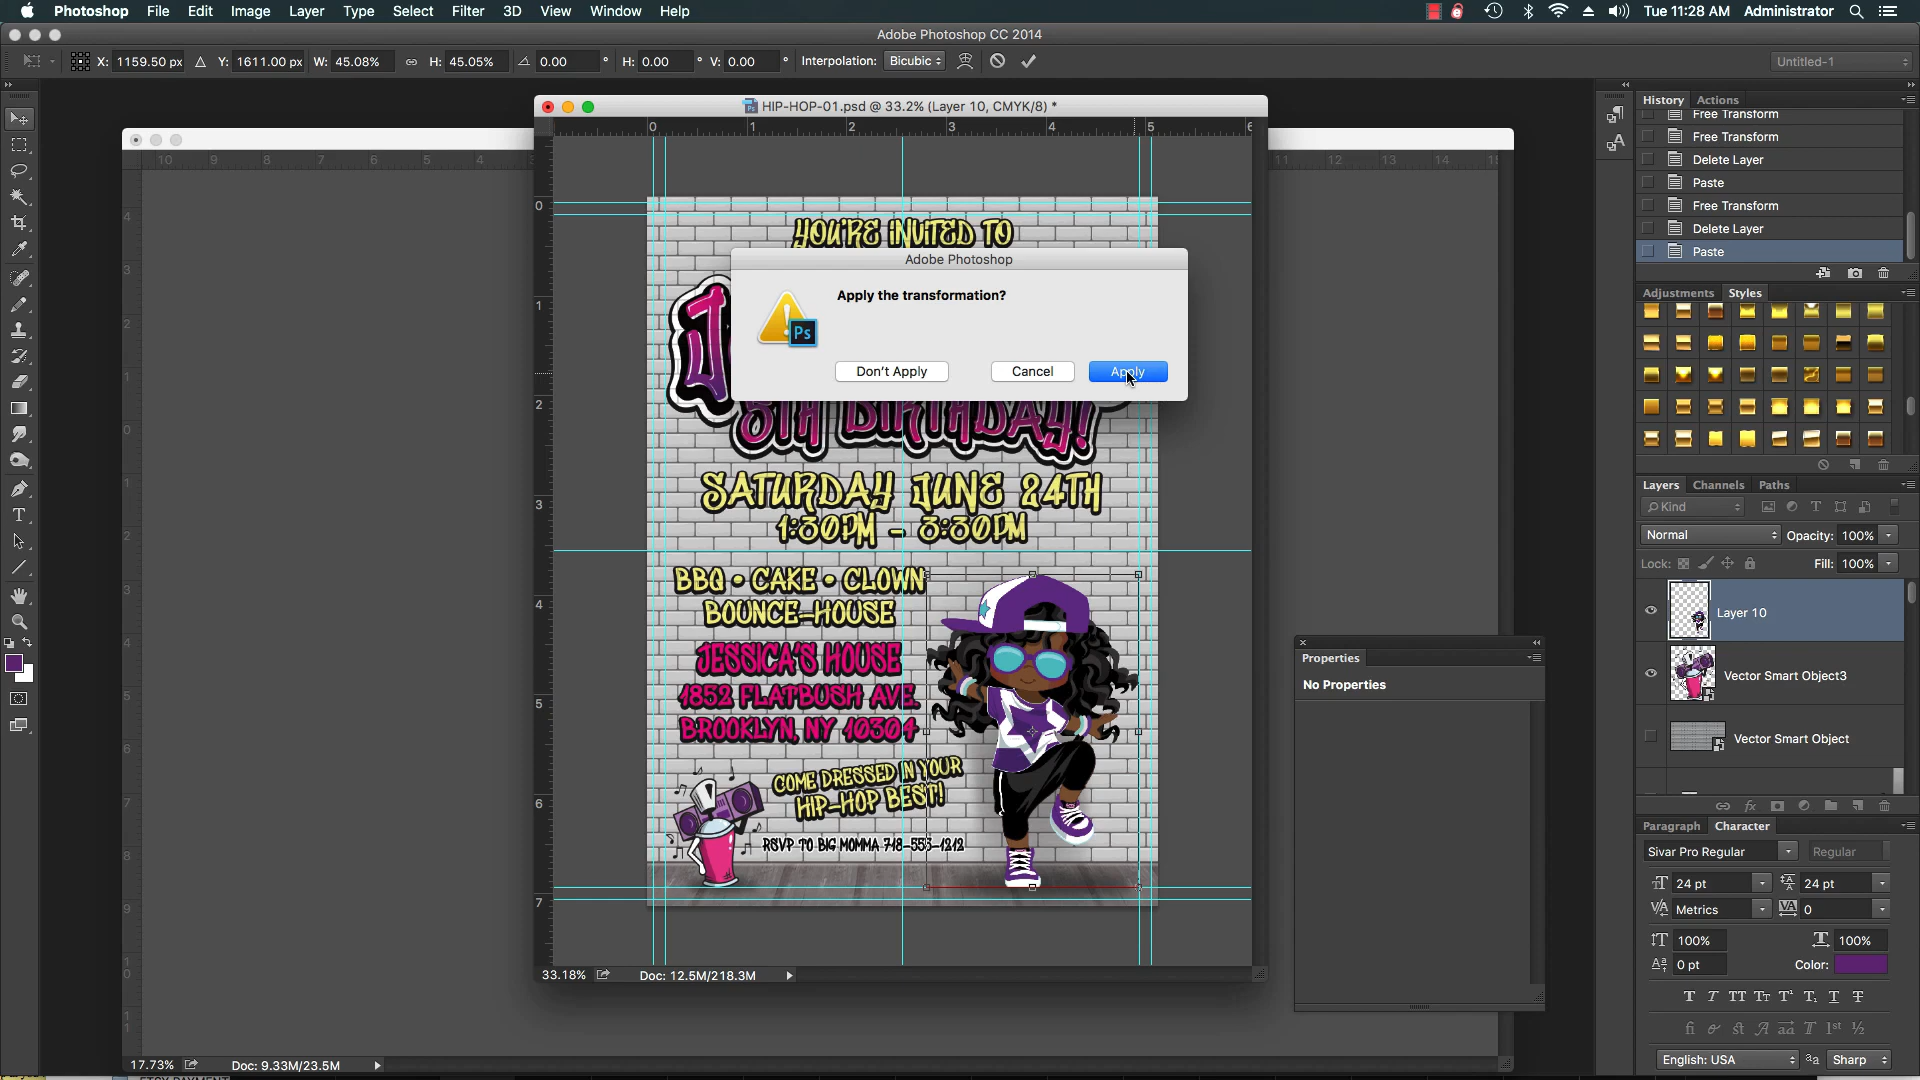 Photoshop File Edit Image Layer Type Select Filter 3D View Window Help
Tue 11:28 AM Administrator
Adobe Photoshop CC 2014
X: 1159.50 px Y: 1611.00 px W: 45.08% H: 45.05% 0.00 ° H: 0.00 ° V: 0.00 ° Interpolation: Bicubic Untitled-1
HIP-HOP-01.psd @ 33.2% (Layer 10, CMYK/8) *
YOU'RE INVITED TO
Adobe Photoshop
Apply the transformation?
Ps
Don't Apply Cancel Apply
5TH BIRTHDAY!
SATURDAY JUNE 24TH
1:30PM - 3:30PM
BBQ • CAKE • CLOWN
BOUNCE-HOUSE
JESSICA'S HOUSE
1852 FLATBUSH AVE.
BROOKLYN, NY 10304
COME DRESSED IN YOUR
HIP-HOP BEST!
RSVP TO BIG MOMMA 718-555-1212
33.18% Doc: 12.5M/218.3M
17.73% Doc: 9.33M/23.5M
Properties
No Properties
History Actions
Free Transform
Free Transform
Delete Layer
Paste
Free Transform
Delete Layer
Paste
Adjustments Styles
Layers Channels Paths
Kind
Normal Opacity: 100%
Lock: Fill: 100%
Layer 10
Vector Smart Object3
Vector Smart Object
Paragraph Character
Sivar Pro Regular Regular
24 pt 24 pt
Metrics 0
100% 100%
0 pt Color:
English: USA Sharp